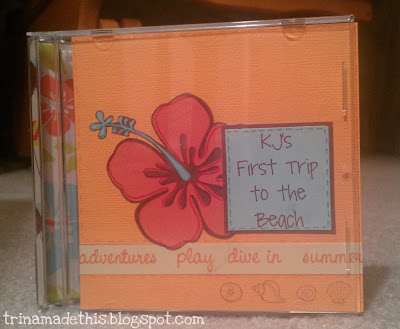 KJ's
First Trip
to the
Beach
adventures play dive in summer
trinamadethis.blogspot.com